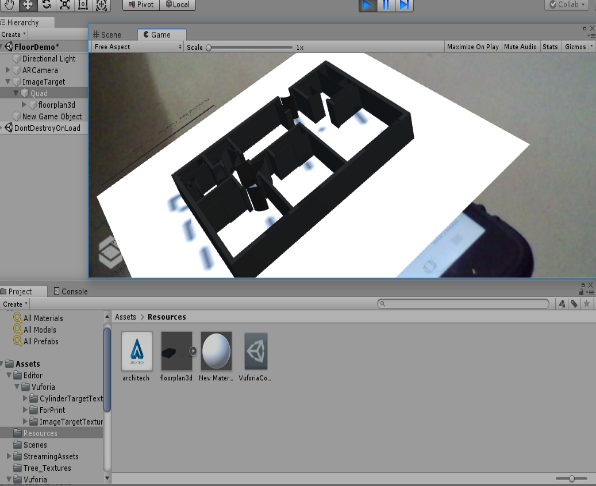 Pivot
Local
Collab
Hierarchy
Create
FloorDemo*
Directional Light
ARCamera
ImageTarget
Quad
floorplan3d
New Game Object
DontDestroyOnLoad
Scene
Game
Free Aspect
Scale
1x
Maximize On Play
Mute Audio
Stats
Gizmos
Project
Console
Create
All Materials
All Models
All Prefabs
Assets
Editor
Vuforia
CylinderTargetText
ForPrint
ImageTargetTextur
Resources
Scenes
StreamingAssets
Tree_Textures
Vuforia
Assets
Resources
architech
floorplan3d
New Mater...
VuforiaCo...